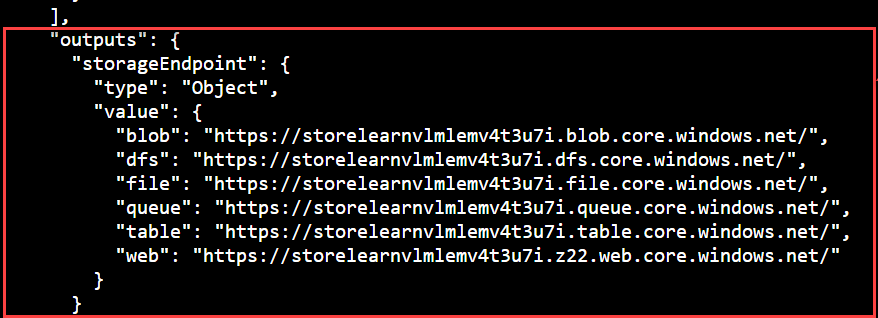 ],
"outputs": {
"storageEndpoint": {
"type": "Object",
"value": {
"blob": "https://storelearnvlmlemv4t3u7i.blob.core.windows.net/",
"dfs": "https://storelearnvlmlemv4t3u7i.dfs.core.windows.net/",
"file": "https://storelearnvlmlemv4t3u7i.file.core.windows.net/",
"queue": "https://storelearnvlmlemv4t3u7i.queue.core.windows.net/",
"table": "https://storelearnvlmlemv4t3u7i.table.core.windows.net/",
"web": "https://storelearnvlmlemv4t3u7i.z22.web.core.windows.net/"
}
}